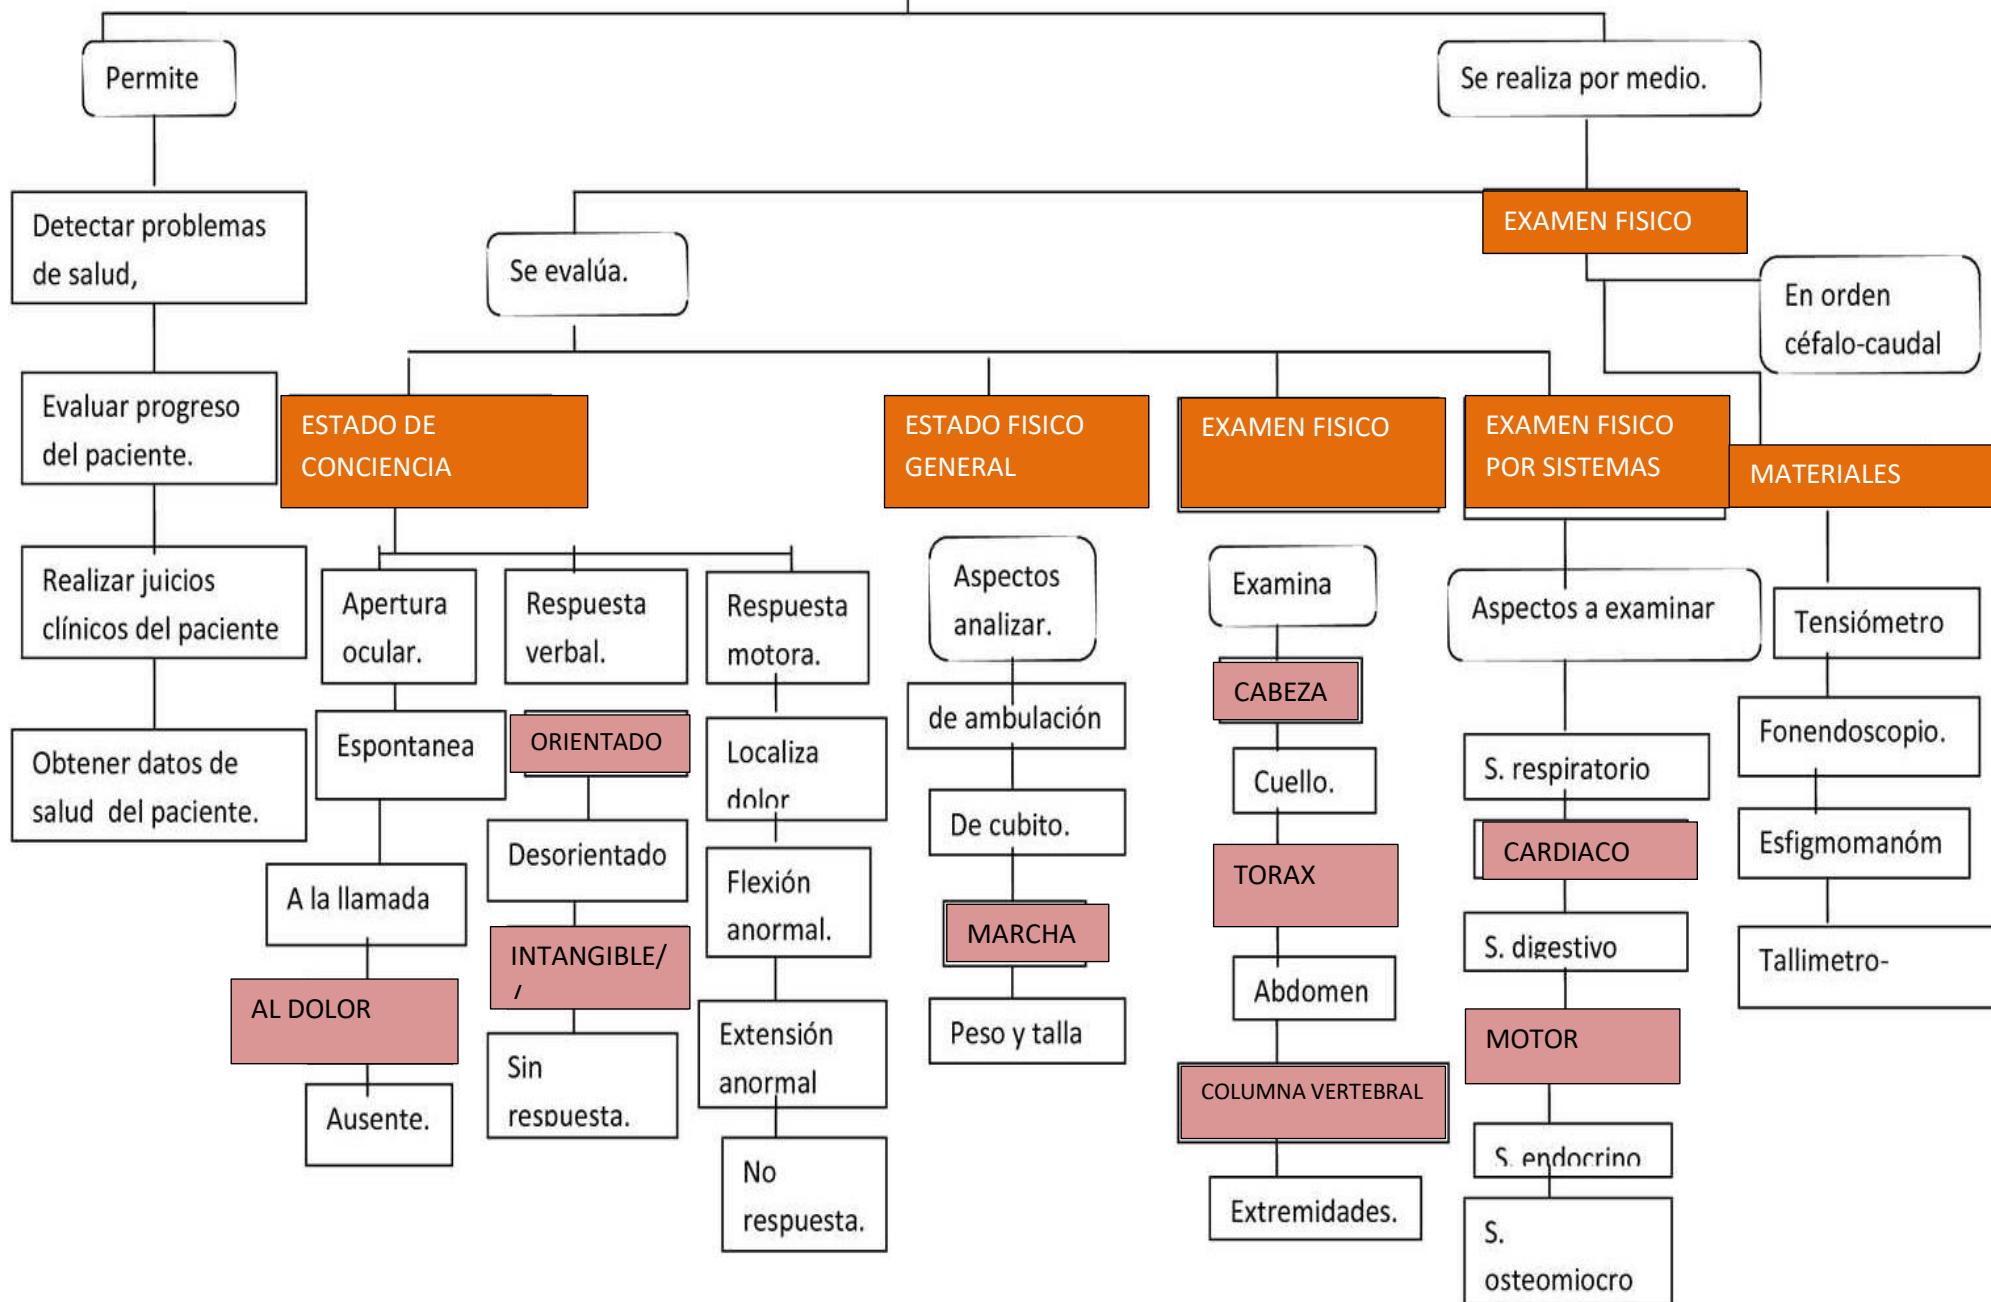 Permite
Se realiza por medio.
Detectar problemas
de salud,
Se evalúa.
EXAMEN FISICO
En orden
céfalo-caudal
Evaluar progreso
del paciente.
ESTADO DE
CONCIENCIA
ESTADO FISICO
GENERAL
EXAMEN FISICO
EXAMEN FISICO
POR SISTEMAS
MATERIALES
Realizar juicios
clínicos del paciente
Obtener datos de
salud del paciente.
Apertura
ocular.
Espontanea
A la llamada
AL DOLOR
Ausente.
Respuesta
verbal.
ORIENTADO
Desorientado
INTANGIBLE/
/
Sin
respuesta.
Respuesta
motora.
Localiza
dolor
Flexión
anormal.
Extensión
anormal
No
respuesta.
Aspectos
analizar.
de ambulación
De cubito.
MARCHA
Peso y talla
Examina
CABEZA
Cuello.
TORAX
Abdomen
COLUMNA VERTEBRAL
Extremidades.
Aspectos a examinar
S. respiratorio
CARDIACO
S. digestivo
MOTOR
S. endocrino
S.
osteomiocro
Tensiómetro
Fonendoscopio.
Esfigmomanóm
Tallimetro-